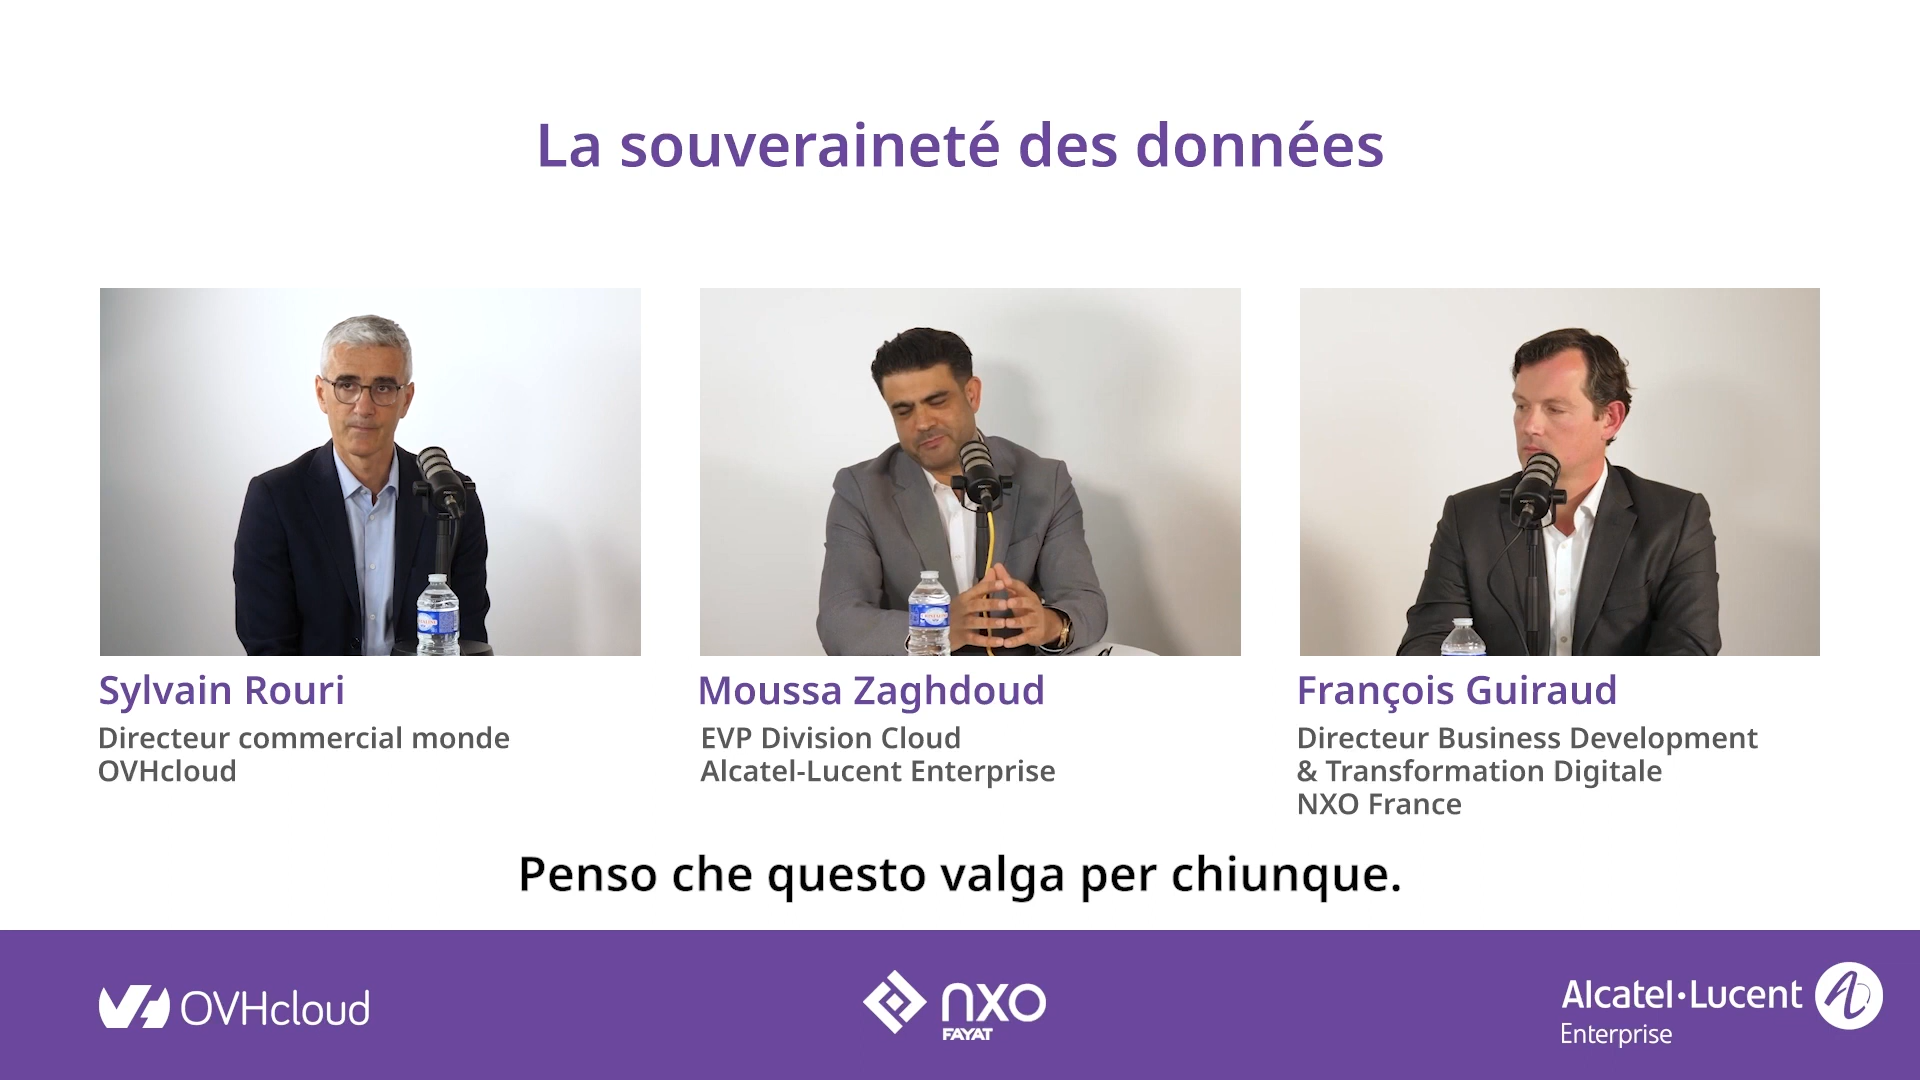 La souveraineté des données
Sylvain Rouri
Directeur commercial monde
OVHcloud
Moussa Zaghdoud
EVP Division Cloud
Alcatel-Lucent Enterprise
François Guiraud
Directeur Business Development
& Transformation Digitale
NXO France
Penso che questo valga per chiunque.
OVHcloud
nxo
FAYAT
Alcatel·Lucent
Enterprise